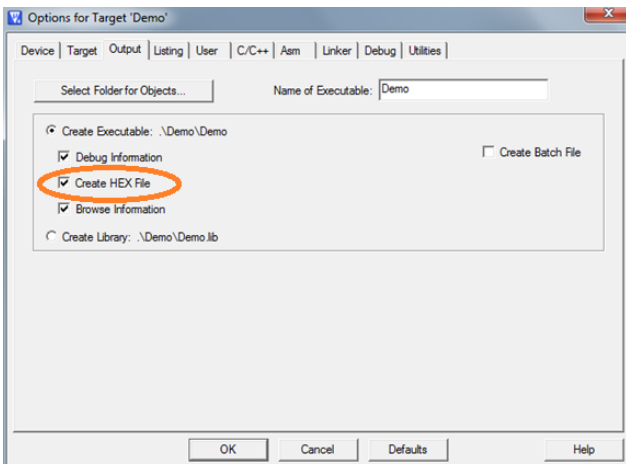 Options for Target 'Demo'
Device Target Output Listing User C/C++ Asm Linker Debug Utilities
Select Folder for Objects... Name of Executable: Demo
Create Executable: .\Demo\Demo
Debug Information Create Batch File
Create HEX File
Browse Information
Create Library: .\Demo\Demo.lib
OK Cancel Defaults Help